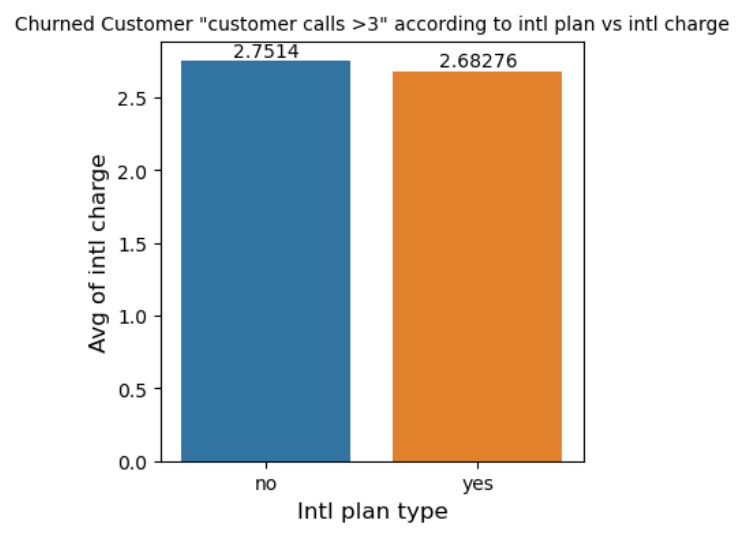 Churned Customer "customer calls >3" according to intl plan vs intl charge
2.7514
2.68276
2.5
2.0
1.5
1.0
0.5
0.0
Avg of intl charge
no
yes
Intl plan type